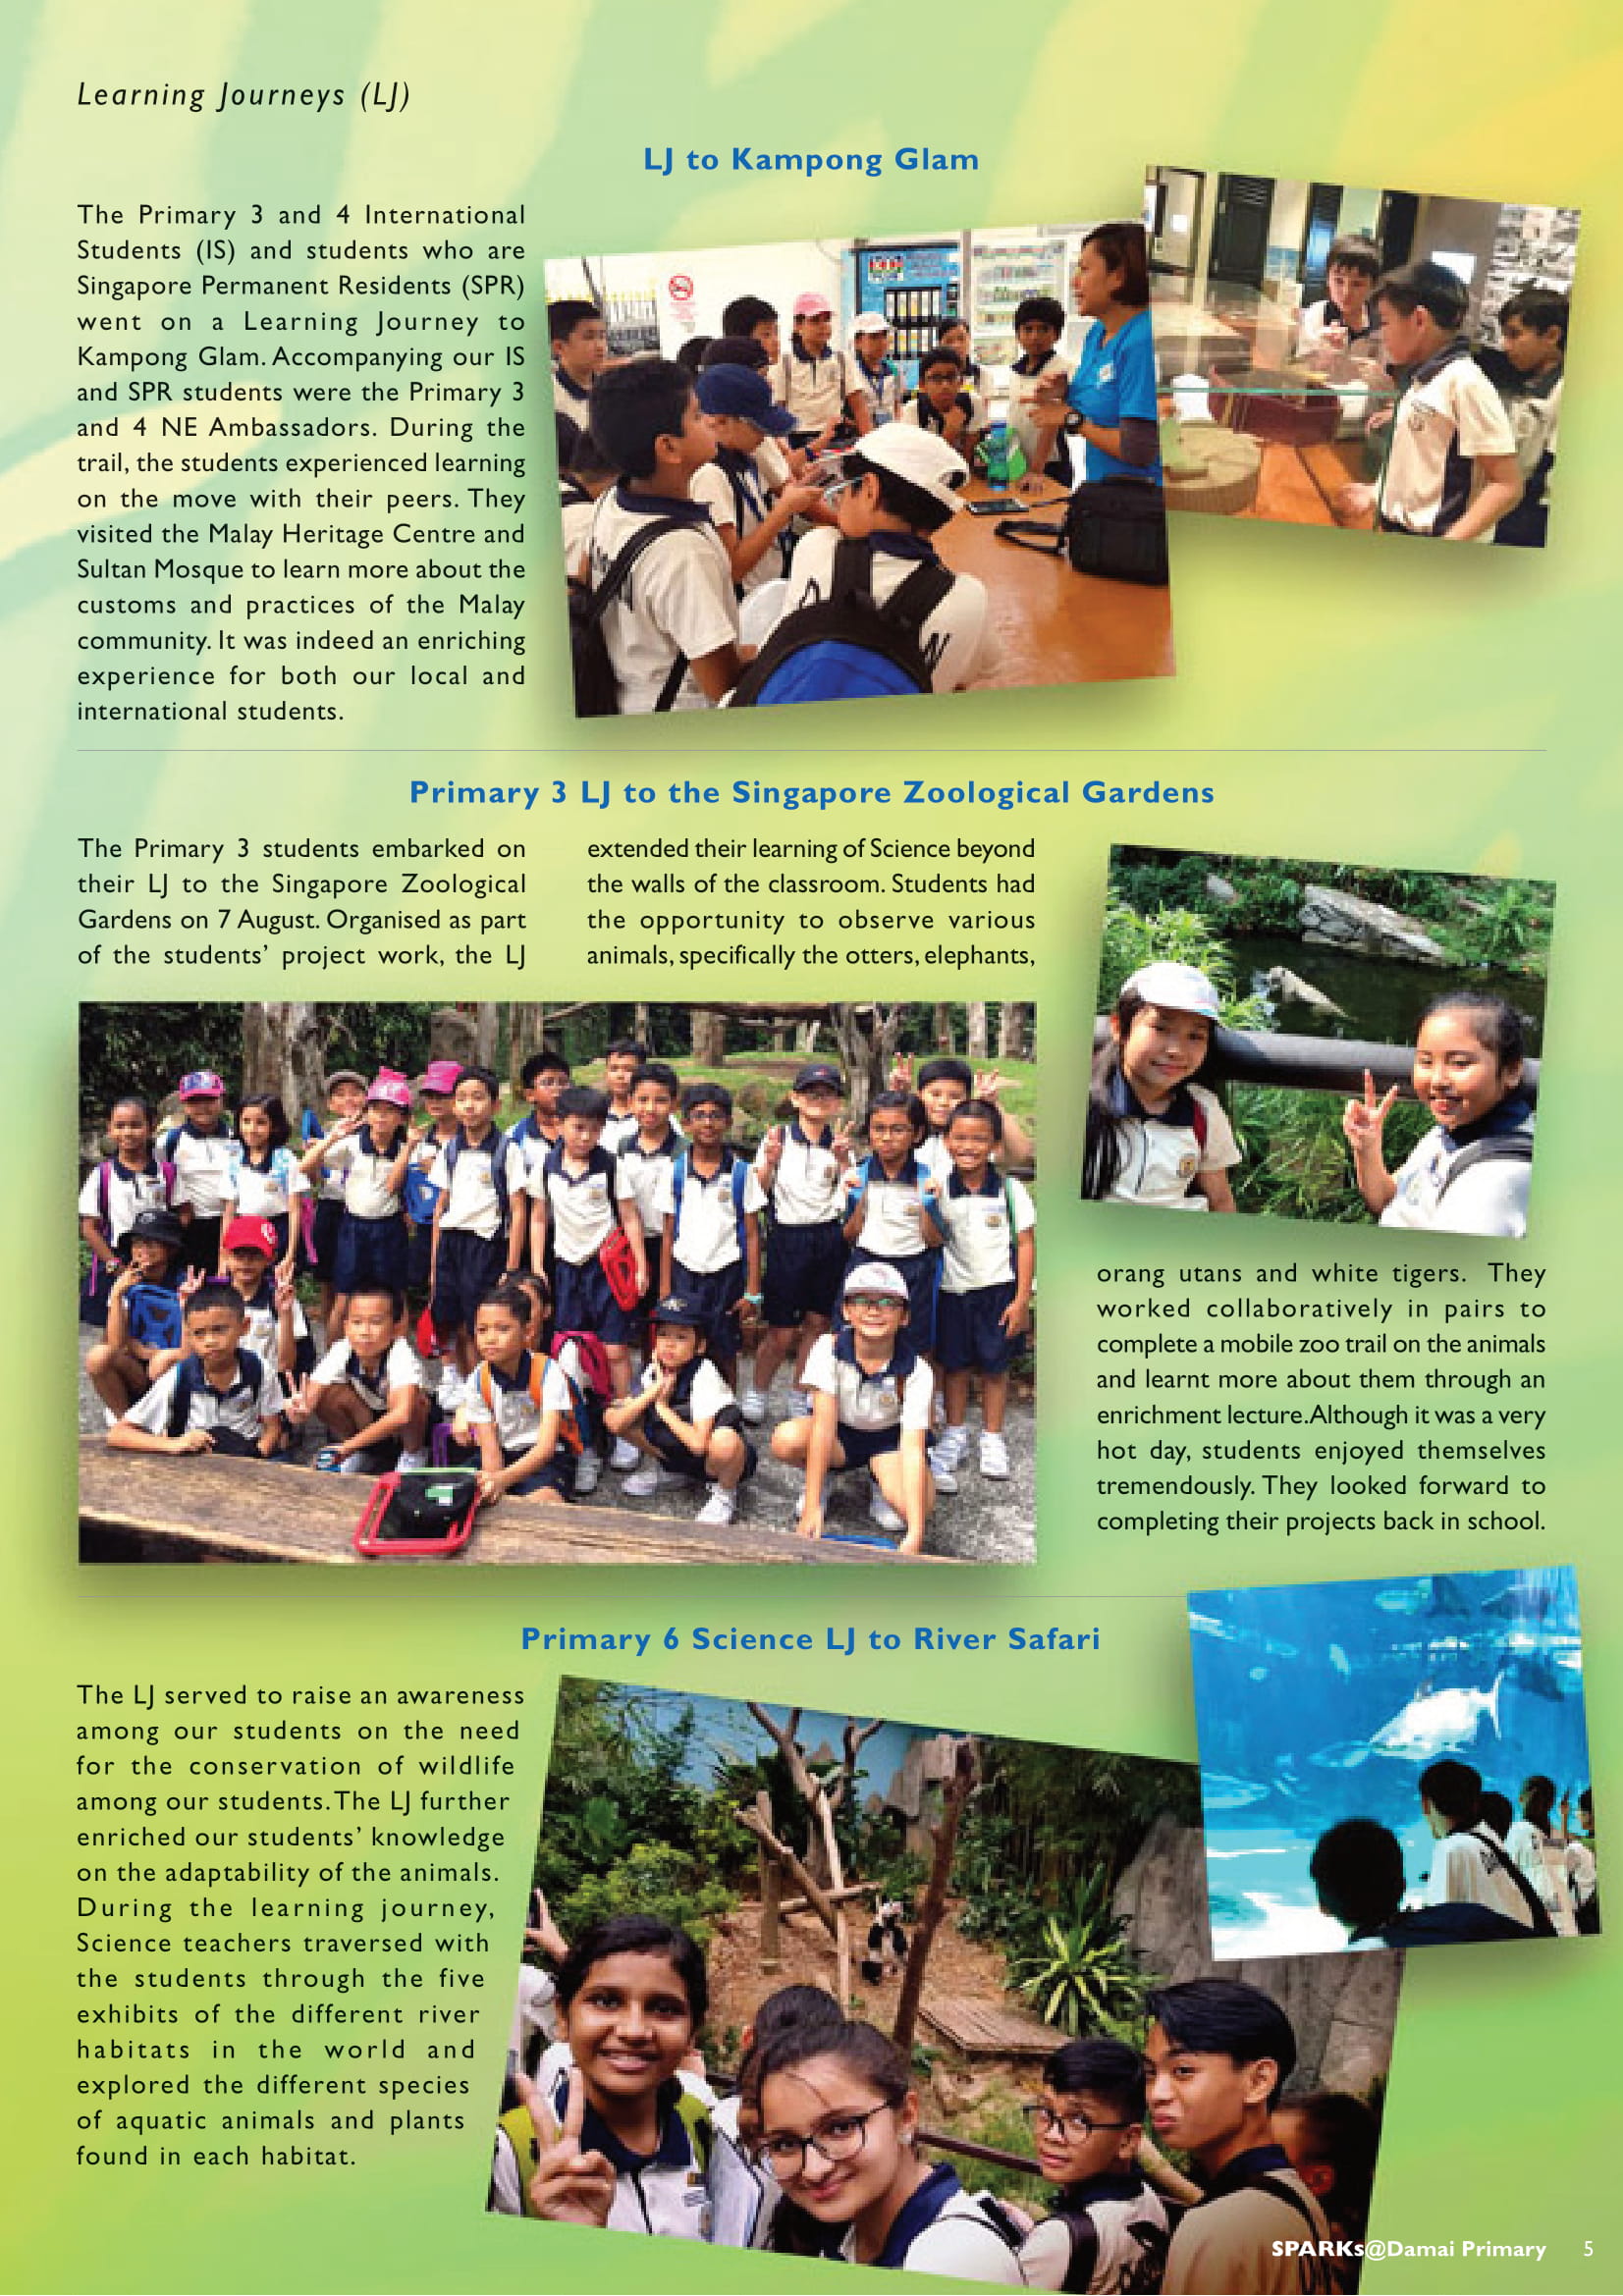 Learning Journeys (LJ)
LJ to Kampong Glam
The Primary 3 and 4 International
Students (IS) and students who are
Singapore Permanent Residents (SPR)
went on a Learning Journey to
Kampong Glam. Accompanying our IS
and SPR students were the Primary 3
and 4 NE Ambassadors. During the
trail, the students experienced learning
on the move with their peers. They
visited the Malay Heritage Centre and
Sultan Mosque to learn more about the
customs and practices of the Malay
community. It was indeed an enriching
experience for both our local and
international students.
Primary 3 LJ to the Singapore Zoological Gardens
The Primary 3 students embarked on
their LJ to the Singapore Zoological
Gardens on 7 August. Organised as part
of the students’ project work, the LJ
extended their learning of Science beyond
the walls of the classroom. Students had
the opportunity to observe various
animals, specifically the otters, elephants,
orang utans and white tigers. They
worked collaboratively in pairs to
complete a mobile zoo trail on the animals
and learnt more about them through an
enrichment lecture.Although it was a very
hot day, students enjoyed themselves
tremendously. They looked forward to
completing their projects back in school.
Primary 6 Science LJ to River Safari
The LJ served to raise an awareness
among our students on the need
for the conservation of wildlife
among our students.The LJ further
enriched our students’ knowledge
on the adaptability of the animals.
During the learning journey,
Science teachers traversed with
the students through the five
exhibits of the different river
habitats in the world and
explored the different species
of aquatic animals and plants
found in each habitat.
SPARKs@Damai Primary 5